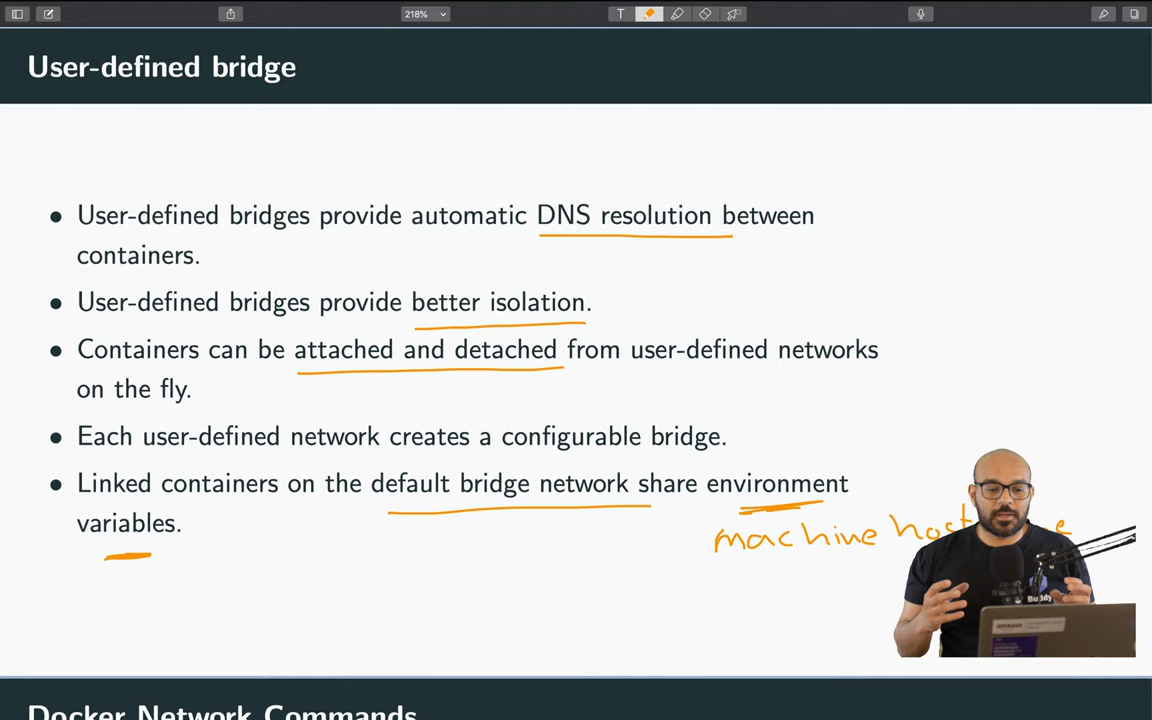 218%
T
User-defined bridge
• User-defined bridges provide automatic DNS resolution between
containers.
• User-defined bridges provide better isolation.
• Containers can be attached and detached from user-defined networks
on the fly.
• Each user-defined network creates a configurable bridge.
• Linked containers on the default bridge network share environment
variables.
machine
Buddy
amazon
Docker Network Commands